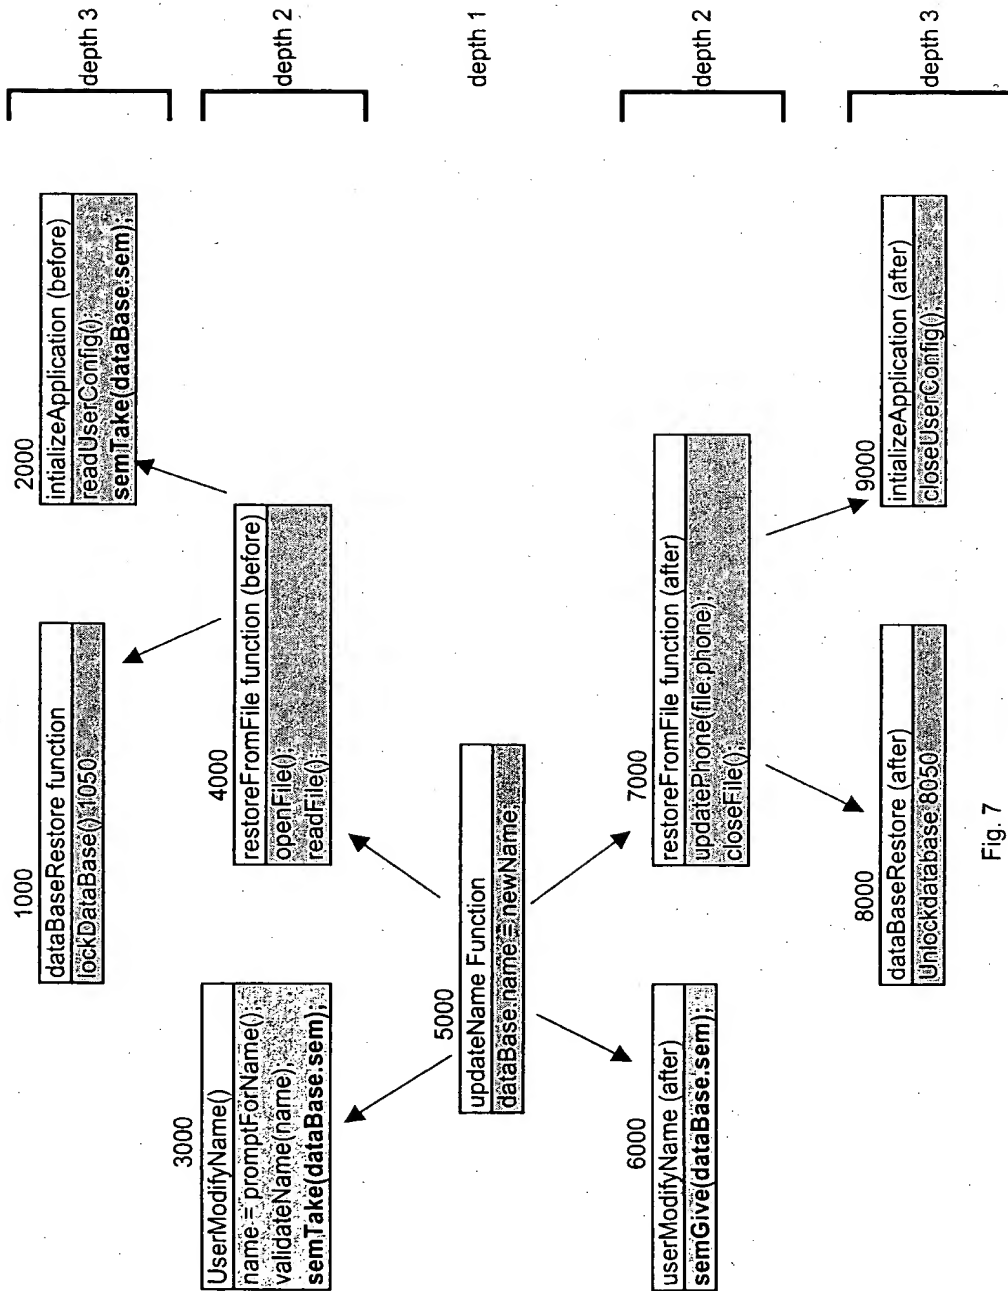 1000
dataBaseRestore function
lockDataBase() 1050
2000
intializeApplication (before)
readUserConfig();
semTake(dataBase.sem);
depth 3
3000
UserModifyName()
name = promptForName();
validateName(name);
semTake(dataBase.sem);
4000
restoreFromFile function (before)
openFile();
readFile();
depth 2
5000
updateName Function
dataBase.name = newName;
depth 1
6000
userModifyName (after)
semGive(dataBase.sem);
7000
restoreFromFile function (after)
updatePhone(file.phone);
closeFile();
depth 2
8000
dataBaseRestore (after)
Unlockdatabase 8050
9000
intializeApplication (after)
closeUserConfig();
depth 3
Fig. 7